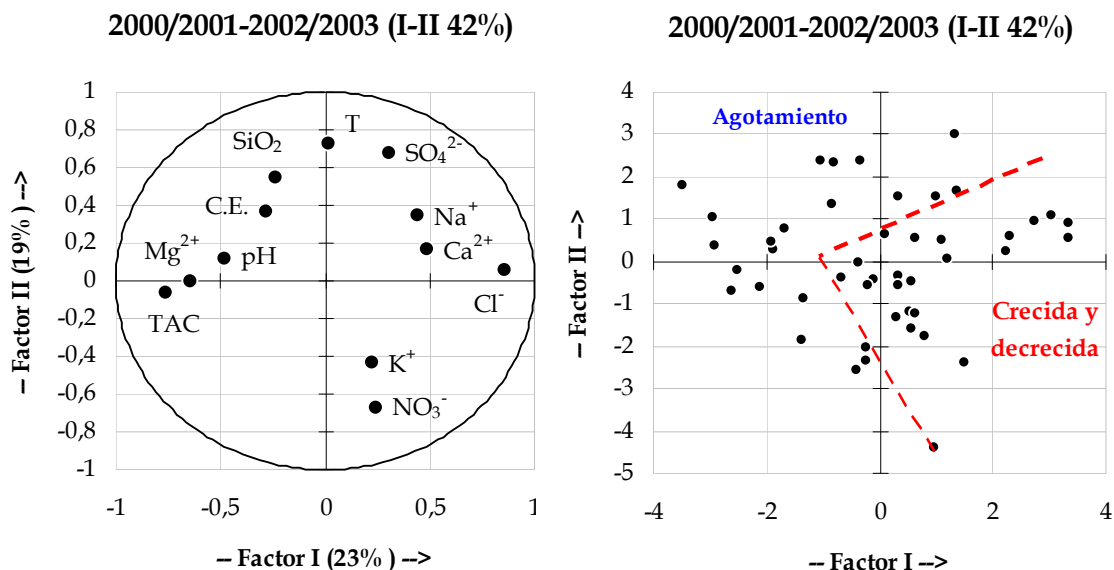 2000/2001-2002/2003 (I-II 42%)
-- Factor II (19% ) -->
1
0,8
0,6
0,4
0,2
0
-0,2
-0,4
-0,6
-0,8
-1
T
SiO2
SO4 2-
C.E.
Na+
Mg2+
pH
Ca2+
TAC
Cl-
K+
NO3-
-1
-0,5
0
0,5
1
-- Factor I (23% ) -->
2000/2001-2002/2003 (I-II 42%)
-- Factor II -->
4
3
2
1
0
-1
-2
-3
-4
-5
Agotamiento
Crecida y
decrecida
-4
-2
0
2
4
-- Factor I -->